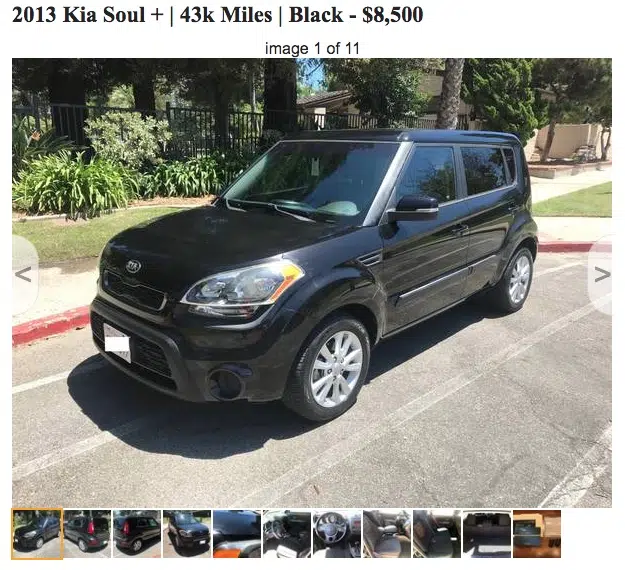 2013 Kia Soul + | 43k Miles | Black - $8,500
image 1 of 11
<
>
KIA